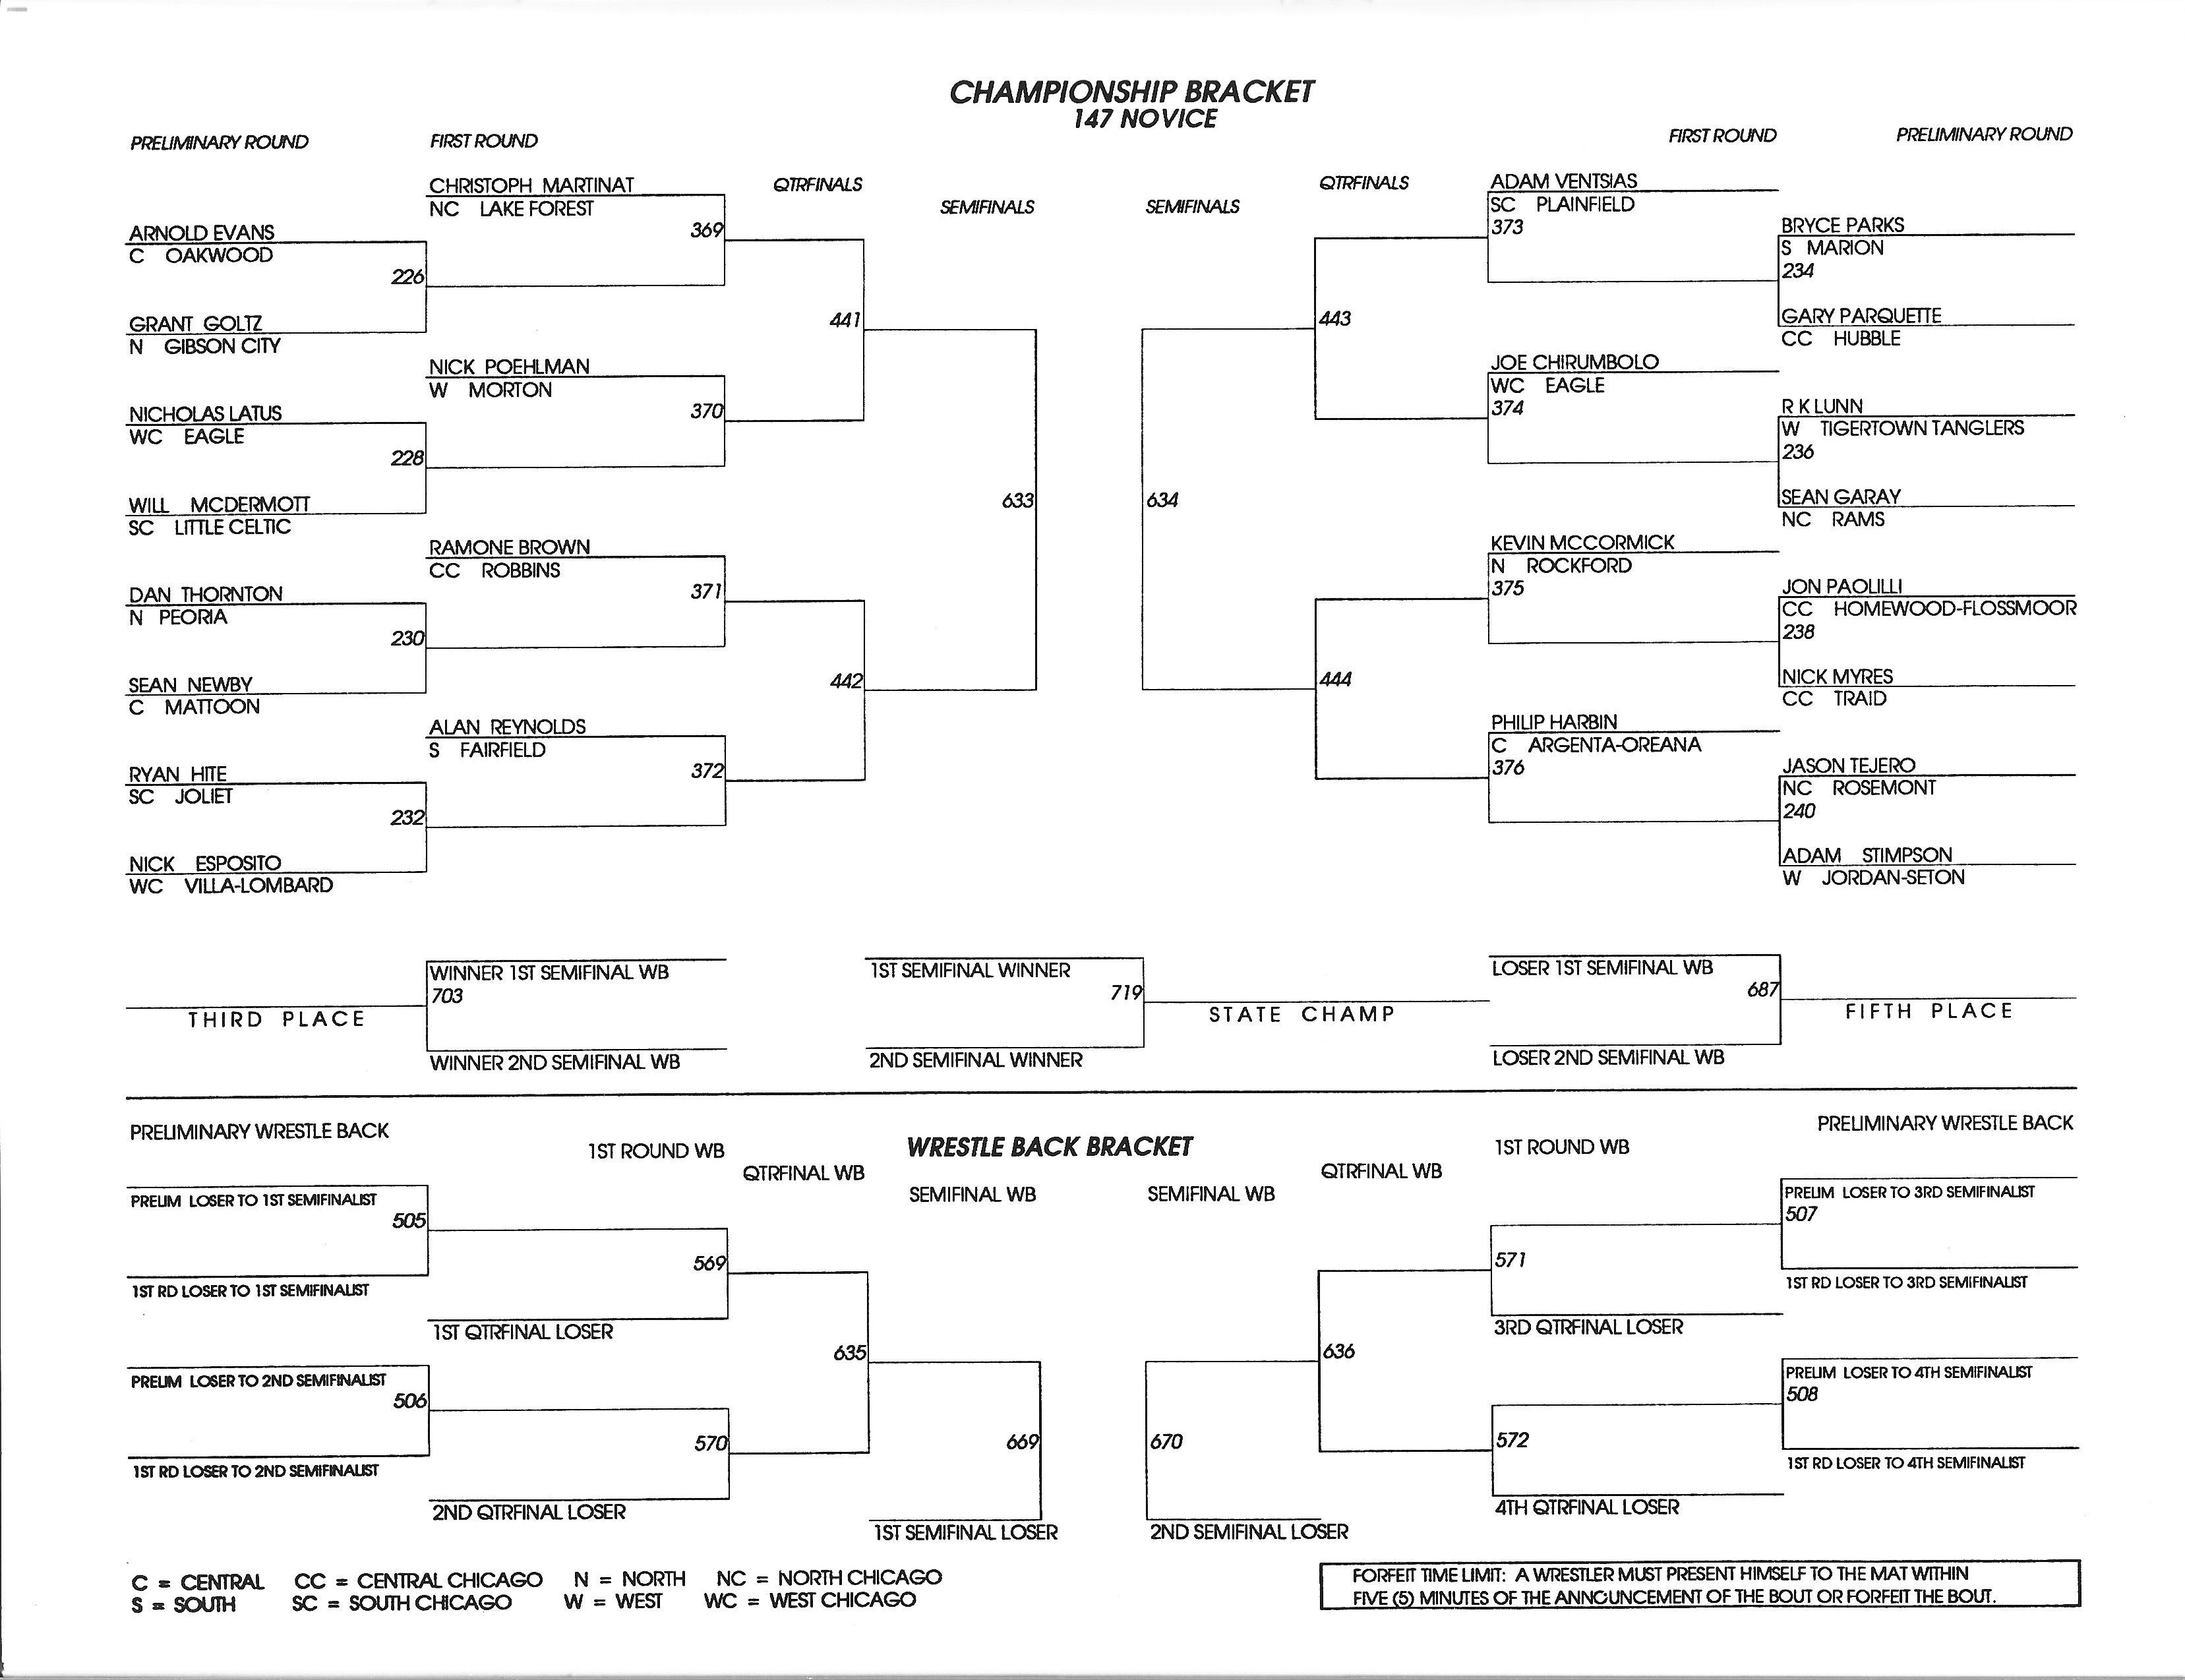 CHAMPIONSHIP BRACKET
147 NOVICE
PRELIMINARY ROUND
FIRST ROUND
QTRFINALS
SEMIFINALS
SEMIFINALS
QTRFINALS
FIRST ROUND
PRELIMINARY ROUND
ARNOLD EVANS
C OAKWOOD
226
GRANT GOLTZ
N GIBSON CITY
NICHOLAS LATUS
WC EAGLE
228
WILL MCDERMOTT
SC LITTLE CELTIC
DAN THORNTON
N PEORIA
230
SEAN NEWBY
C MATTOON
RYAN HITE
SC JOLIET
232
NICK ESPOSITO
WC VILLA-LOMBARD
CHRISTOPH MARTINAT
NC LAKE FOREST
369
NICK POEHLMAN
W MORTON
370
RAMONE BROWN
CC ROBBINS
371
ALAN REYNOLDS
S FAIRFIELD
372
441
442
633
634
443
444
ADAM VENTSIAS
SC PLAINFIELD
373
JOE CHIRUMBOLO
WC EAGLE
374
KEVIN MCCORMICK
N ROCKFORD
375
PHILIP HARBIN
C ARGENTA-OREANA
376
BRYCE PARKS
S MARION
234
GARY PARQUETTE
CC HUBBLE
R K LUNN
W TIGERTOWN TANGLERS
236
SEAN GARAY
NC RAMS
JON PAOLILLI
CC HOMEWOOD-FLOSSMOOR
238
NICK MYRES
CC TRAID
JASON TEJERO
NC ROSEMONT
240
ADAM STIMPSON
W JORDAN-SETON
WINNER 1ST SEMIFINAL WB
703
THIRD PLACE
WINNER 2ND SEMIFINAL WB
1ST SEMIFINAL WINNER
719
STATE CHAMP
2ND SEMIFINAL WINNER
LOSER 1ST SEMIFINAL WB
687
FIFTH PLACE
LOSER 2ND SEMIFINAL WB
WRESTLE BACK BRACKET
PRELIMINARY WRESTLE BACK
1ST ROUND WB
QTRFINAL WB
SEMIFINAL WB
SEMIFINAL WB
QTRFINAL WB
1ST ROUND WB
PRELIMINARY WRESTLE BACK
PRELIM LOSER TO 1ST SEMIFINALIST
505
1ST RD LOSER TO 1ST SEMIFINALIST
PRELIM LOSER TO 2ND SEMIFINALIST
506
1ST RD LOSER TO 2ND SEMIFINALIST
569
1ST QTRFINAL LOSER
570
2ND QTRFINAL LOSER
635
669
1ST SEMIFINAL LOSER
670
2ND SEMIFINAL LOSER
636
571
3RD QTRFINAL LOSER
572
4TH QTRFINAL LOSER
PRELIM LOSER TO 3RD SEMIFINALIST
507
1ST RD LOSER TO 3RD SEMIFINALIST
PRELIM LOSER TO 4TH SEMIFINALIST
508
1ST RD LOSER TO 4TH SEMIFINALIST
C = CENTRAL CC = CENTRAL CHICAGO N = NORTH NC = NORTH CHICAGO
S = SOUTH SC = SOUTH CHICAGO W = WEST WC = WEST CHICAGO
FORFEIT TIME LIMIT: A WRESTLER MUST PRESENT HIMSELF TO THE MAT WITHIN
FIVE (5) MINUTES OF THE ANNOUNCEMENT OF THE BOUT OR FORFEIT THE BOUT.